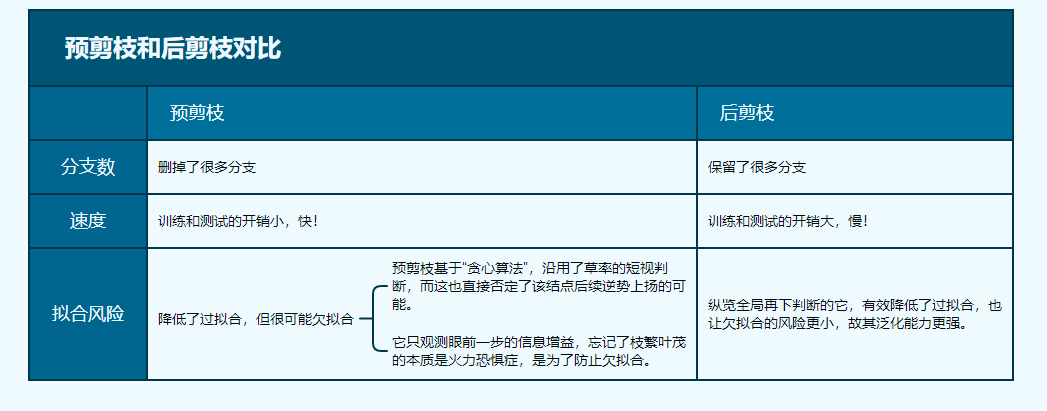 预剪枝和后剪枝对比
预剪枝
后剪枝
分支数
删掉了很多分支
保留了很多分支
速度
训练和测试的开销小，快！
训练和测试的开销大，慢！
拟合风险
降低了过拟合，但很可能欠拟合
预剪枝基于“贪心算法”，沿用了草率的短视判
断，而这也直接否定了该结点后续逆势上扬的可
能。
它只观测眼前一步的信息增益，忘记了枝繁叶茂
的本质是火力恐惧症，是为了防止欠拟合。
纵览全局再下判断的它，有效降低了过拟合，也
让欠拟合的风险更小，故其泛化能力更强。